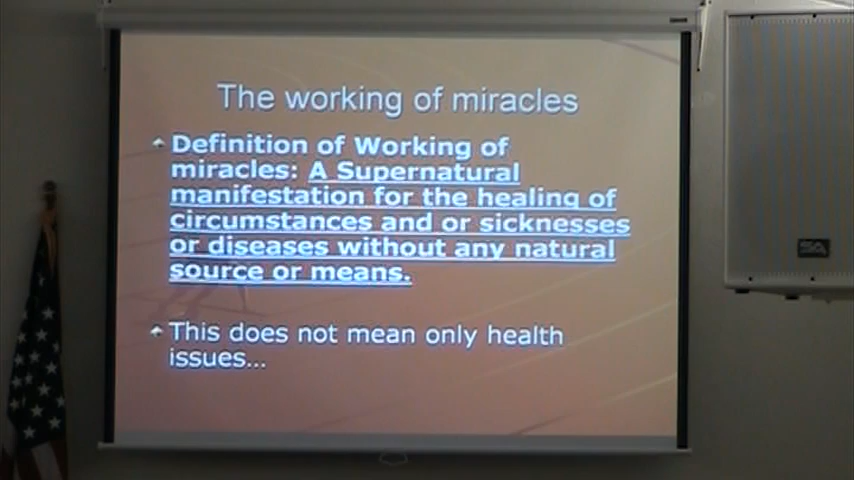 The working of miracles
Definition of Working of
miracles: A Supernatural
manifestation for the healing of
circumstances and or sicknesses
or diseases without any natural
source or means.
This does not mean only health
issues...